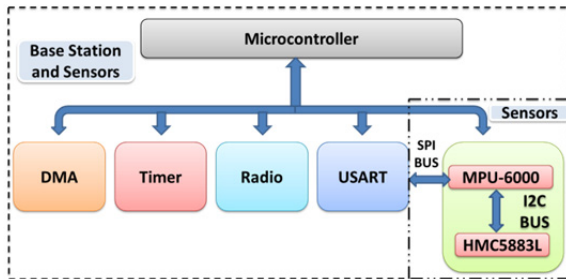 Microcontroller
Base Station
and Sensors
Sensors
DMA
Timer
Radio
USART
SPI
BUS
MPU-6000
I2C
BUS
HMC5883L